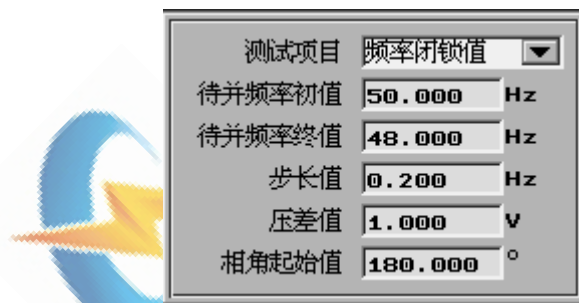 测试项目 频率闭锁值
待并频率初值 50.000 Hz
待并频率终值 48.000 Hz
步长值 0.200 Hz
压差值 1.000 V
相角起始值 180.000 °